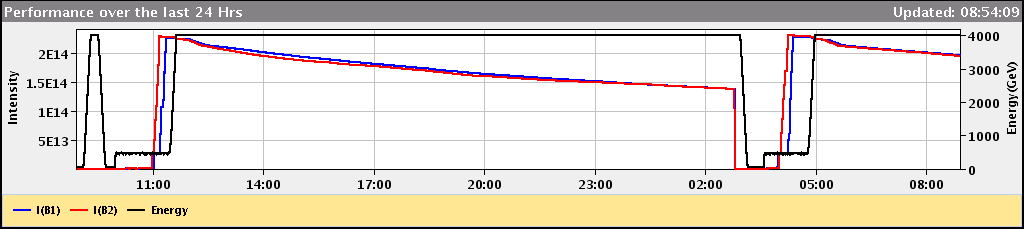 Performance over the last 24 Hrs Updated: 08:54:09
Intensity
2E14
1.5E14
1E14
5E13
4000
3000
2000
1000
0
Energy(GeV)
11:00 14:00 17:00 20:00 23:00 02:00 05:00 08:00
I(B1) I(B2) Energy